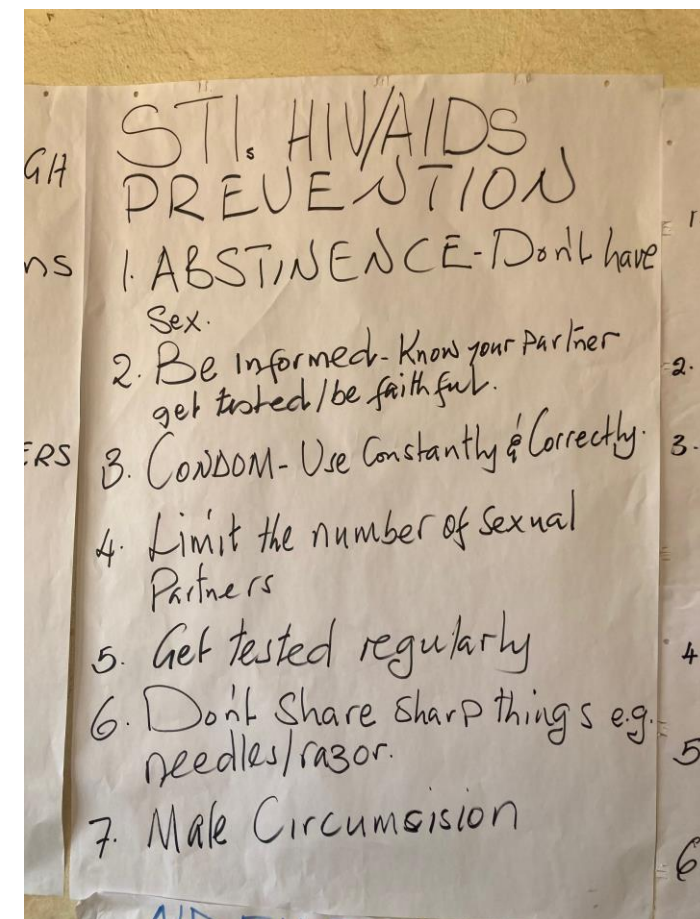 STI, HIV/AIDS
PREVENTION
1. ABSTINENCE - Don't have
Sex.
2. Be informed - Know your Partner
get tested/be faithful.
3. CONDOM - Use Constantly & Correctly.
4. Limit the number of sexual
Partners
5. Get tested regularly
6. Don't Share sharp things e.g.
needles/razor.
7. Male Circumcision
GH
ns
ERS
2.
3.
4
5
6